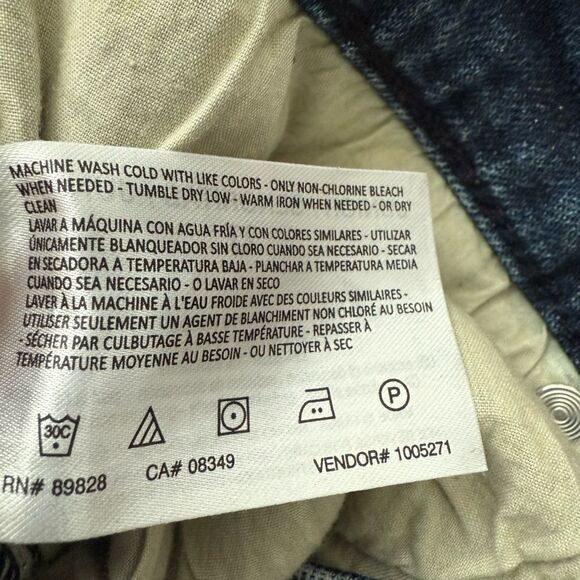 MACHINE WASH COLD WITH LIKE COLORS - ONLY NON-CHLORINE BLEACH
WHEN NEEDED - TUMBLE DRY LOW - WARM IRON WHEN NEEDED - OR DRY
CLEAN
LAVAR A MÁQUINA CON AGUA FRÍA Y CON COLORES SIMILARES - UTILIZAR
ÚNICAMENTE BLANQUEADOR SIN CLORO CUANDO SEA NECESARIO - SECAR
EN SECADORA A TEMPERATURA BAJA - PLANCHAR A TEMPERATURA MEDIA
CUANDO SEA NECESARIO - O LAVAR EN SECO
LAVER À LA MACHINE À L'EAU FROIDE AVEC DES COULEURS SIMILAIRES -
UTILISER SEULEMENT UN AGENT DE BLANCHIMENT NON CHLORÉ AU BESOIN
- SÉCHER PAR CULBUTAGE À BASSE TEMPÉRATURE - REPASSER À
TEMPÉRATURE MOYENNE AU BESOIN - OU NETTOYER À SEC
30C P
RN# 89828 CA# 08349 VENDOR# 1005271